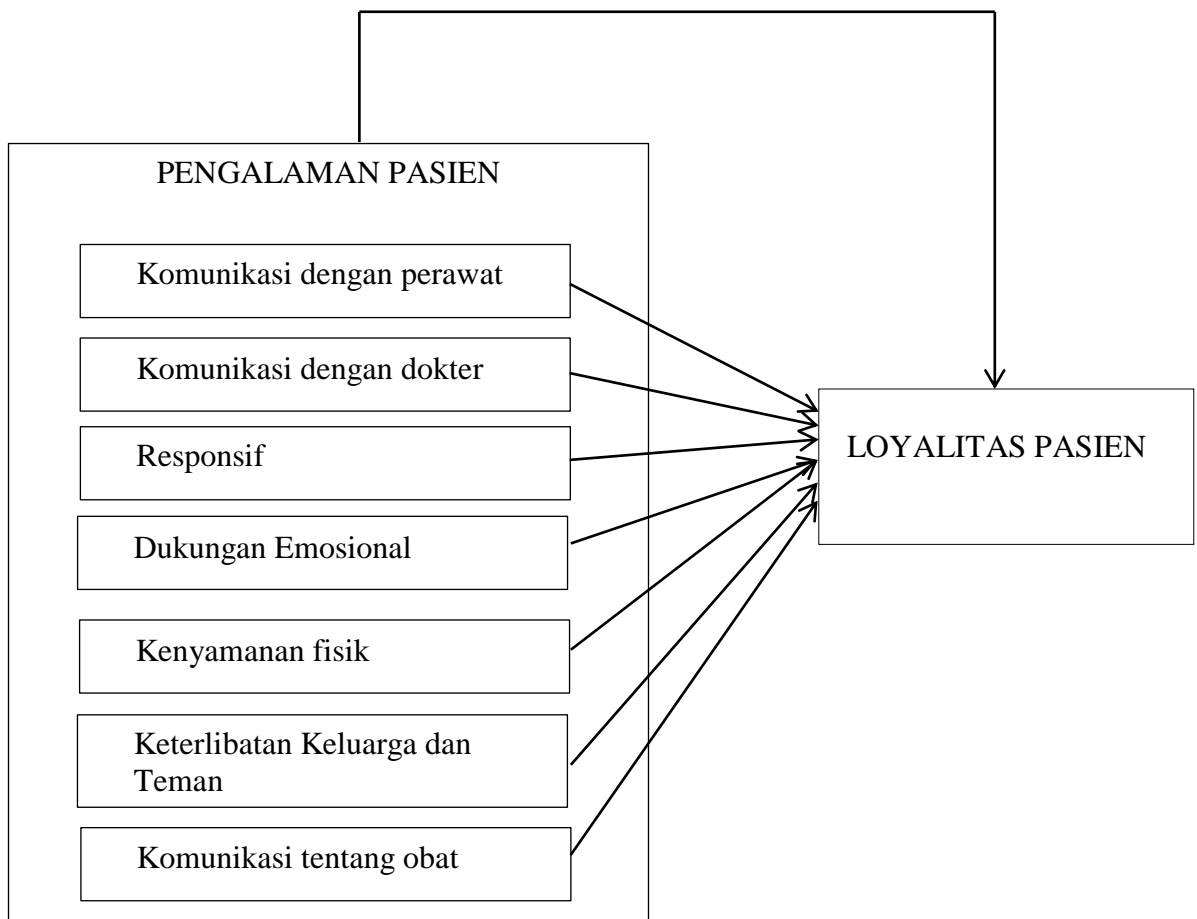 PENGALAMAN PASIEN
Komunikasi dengan perawat
Komunikasi dengan dokter
Responsif
Dukungan Emosional
Kenyamanan fisik
Keterlibatan Keluarga dan
Teman
Komunikasi tentang obat
LOYALITAS PASIEN